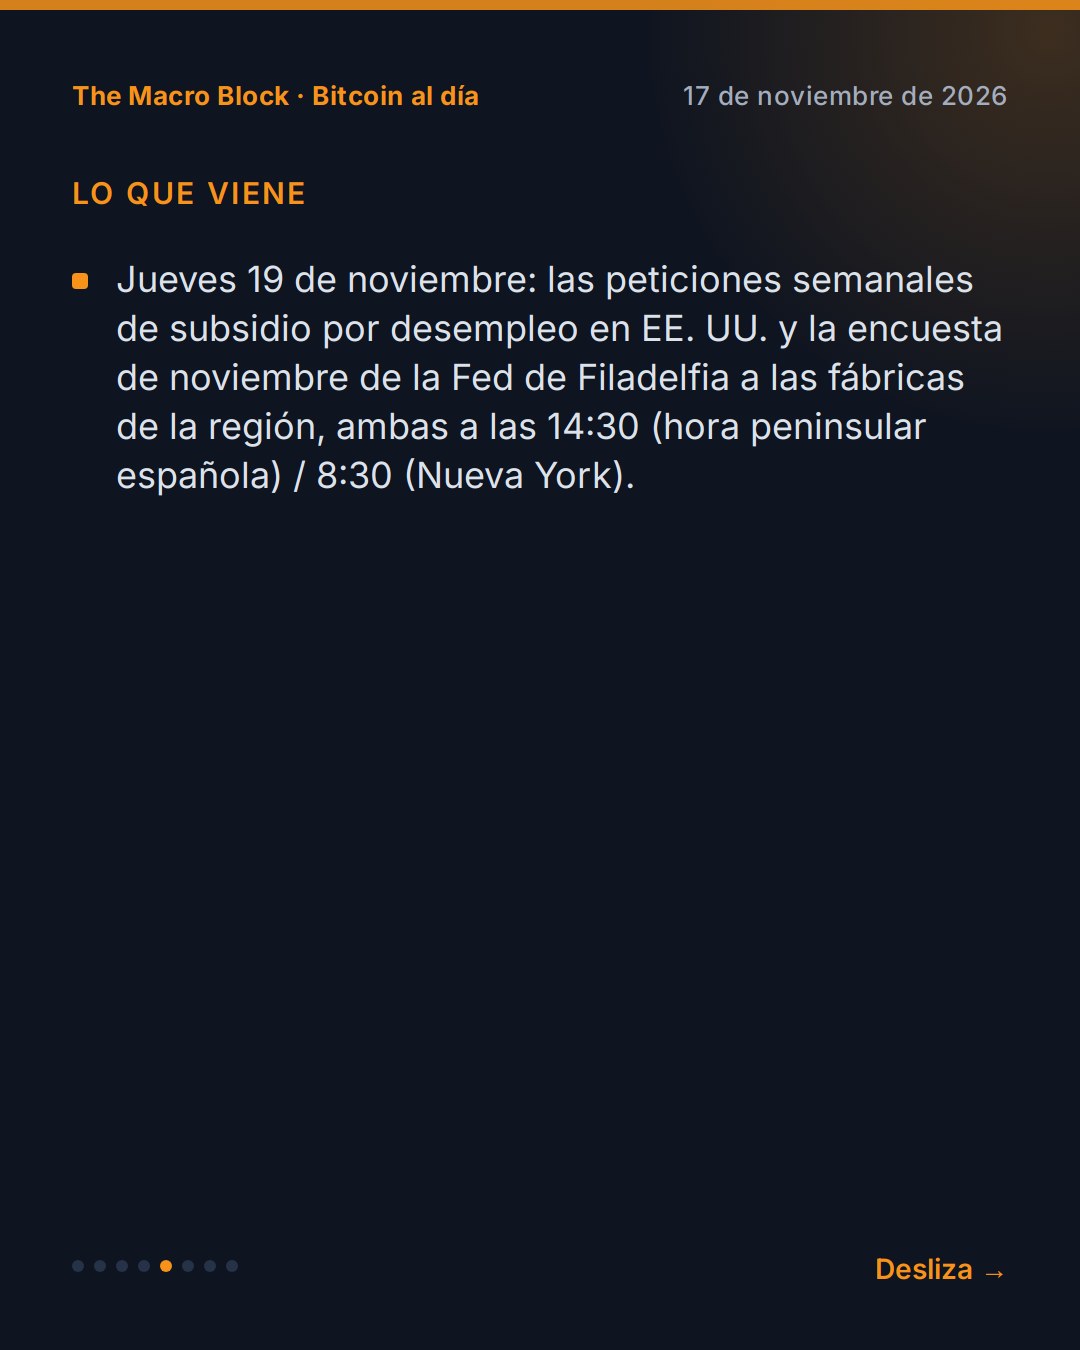 The Macro Block · Bitcoin al día
17 de noviembre de 2026
LO QUE VIENE
Jueves 19 de noviembre: las peticiones semanales
de subsidio por desempleo en EE. UU. y la encuesta
de noviembre de la Fed de Filadelfia a las fábricas
de la región, ambas a las 14:30 (hora peninsular
española) / 8:30 (Nueva York).
Desliza →